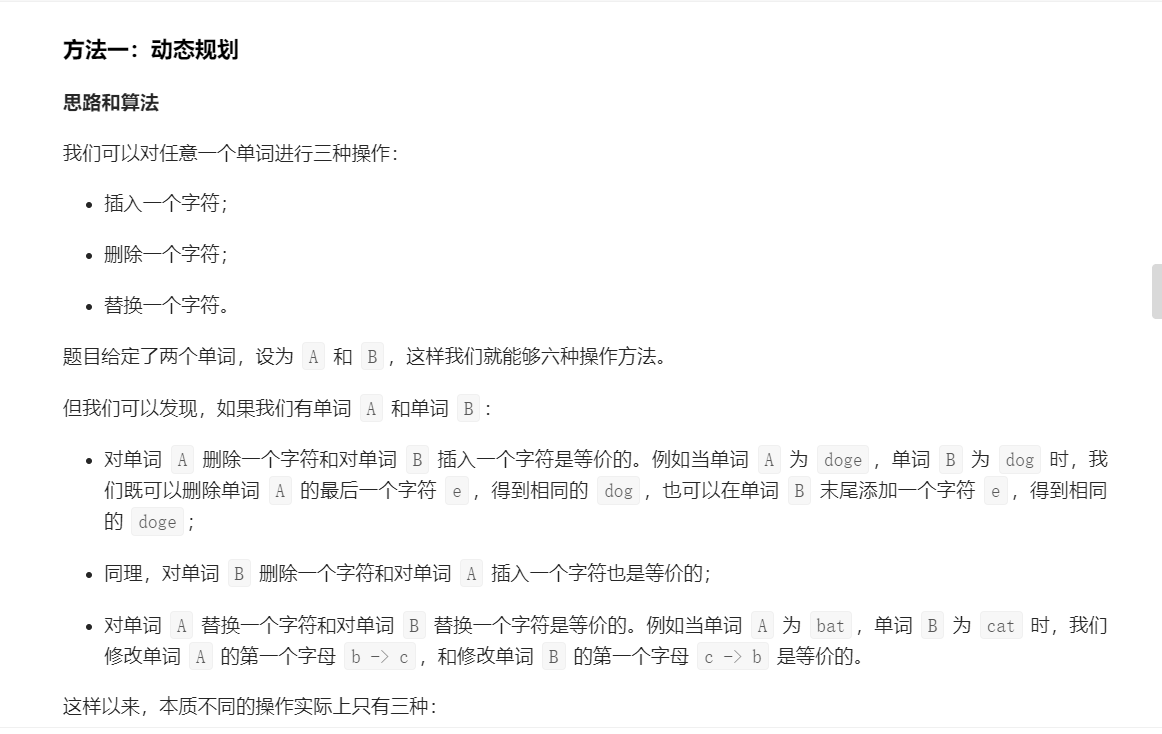 方法一：动态规划
思路和算法
我们可以对任意一个单词进行三种操作：
• 插入一个字符；
• 删除一个字符；
• 替换一个字符。
题目给定了两个单词，设为 A 和 B ，这样我们就能够六种操作方法。
但我们可以发现，如果我们有单词 A 和单词 B ：
• 对单词 A 删除一个字符和对单词 B 插入一个字符是等价的。例如当单词 A 为 doge ，单词 B 为 dog 时，我
们既可以删除单词 A 的最后一个字符 e ，得到相同的 dog ，也可以在单词 B 末尾添加一个字符 e ，得到相同
的 doge ；
• 同理，对单词 B 删除一个字符和对单词 A 插入一个字符也是等价的；
• 对单词 A 替换一个字符和对单词 B 替换一个字符是等价的。例如当单词 A 为 bat ，单词 B 为 cat 时，我们
修改单词 A 的第一个字母 b -> c ，和修改单词 B 的第一个字母 c -> b 是等价的。
这样以来，本质不同的操作实际上只有三种：